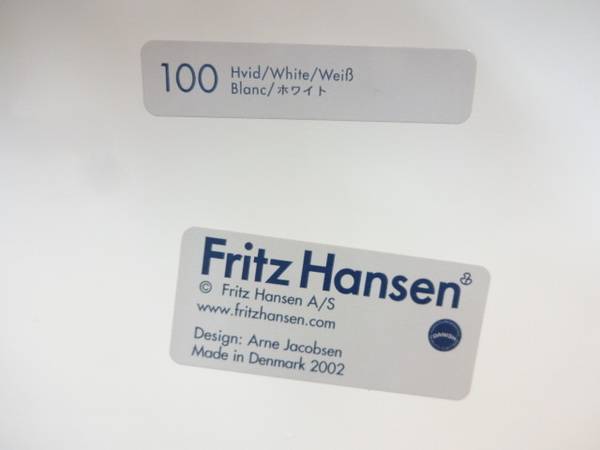 100 Hvid/White/Weiß
Blanc/ホワイト
Fritz Hansen
© Fritz Hansen A/S
www.fritzhansen.com
Design: Arne Jacobsen
Made in Denmark 2002
DANISH